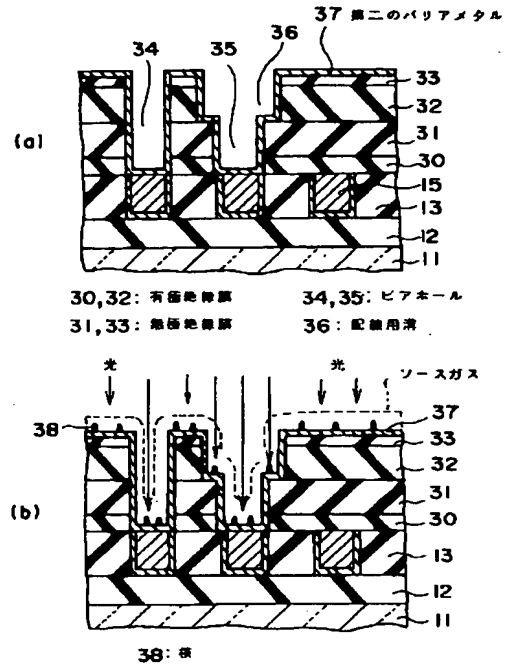 37 第二のバリアメタル
36
35
34
33
32
(a)
31
30
15
13
12
11
30,32: 有機絶縁膜
34,35: ビアホール
31,33: 無機絶縁膜
36: 配線用溝
光
光
ソースガス
38
37
33
32
31
(b)
30
13
12
11
38: 核